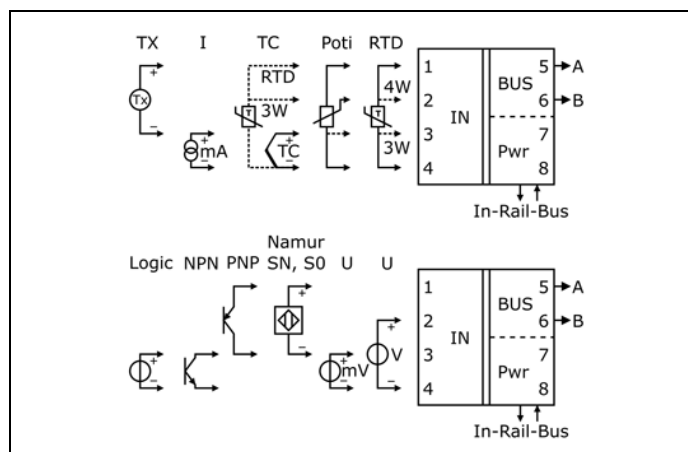 TX I TC Poti RTD
+ RTD 4W 1 5 A
Tx 3W T T 2 IN BUS 6 B
− + mA + TC − 3 Pwr 7
− 3W 4 8
In-Rail-Bus
Namur
Logic NPN PNP SN, S0 U U
+ 1 5 A
+ 2 BUS 6 B
IN
+ − + V 3 7
− − mV − 4 Pwr 8
In-Rail-Bus